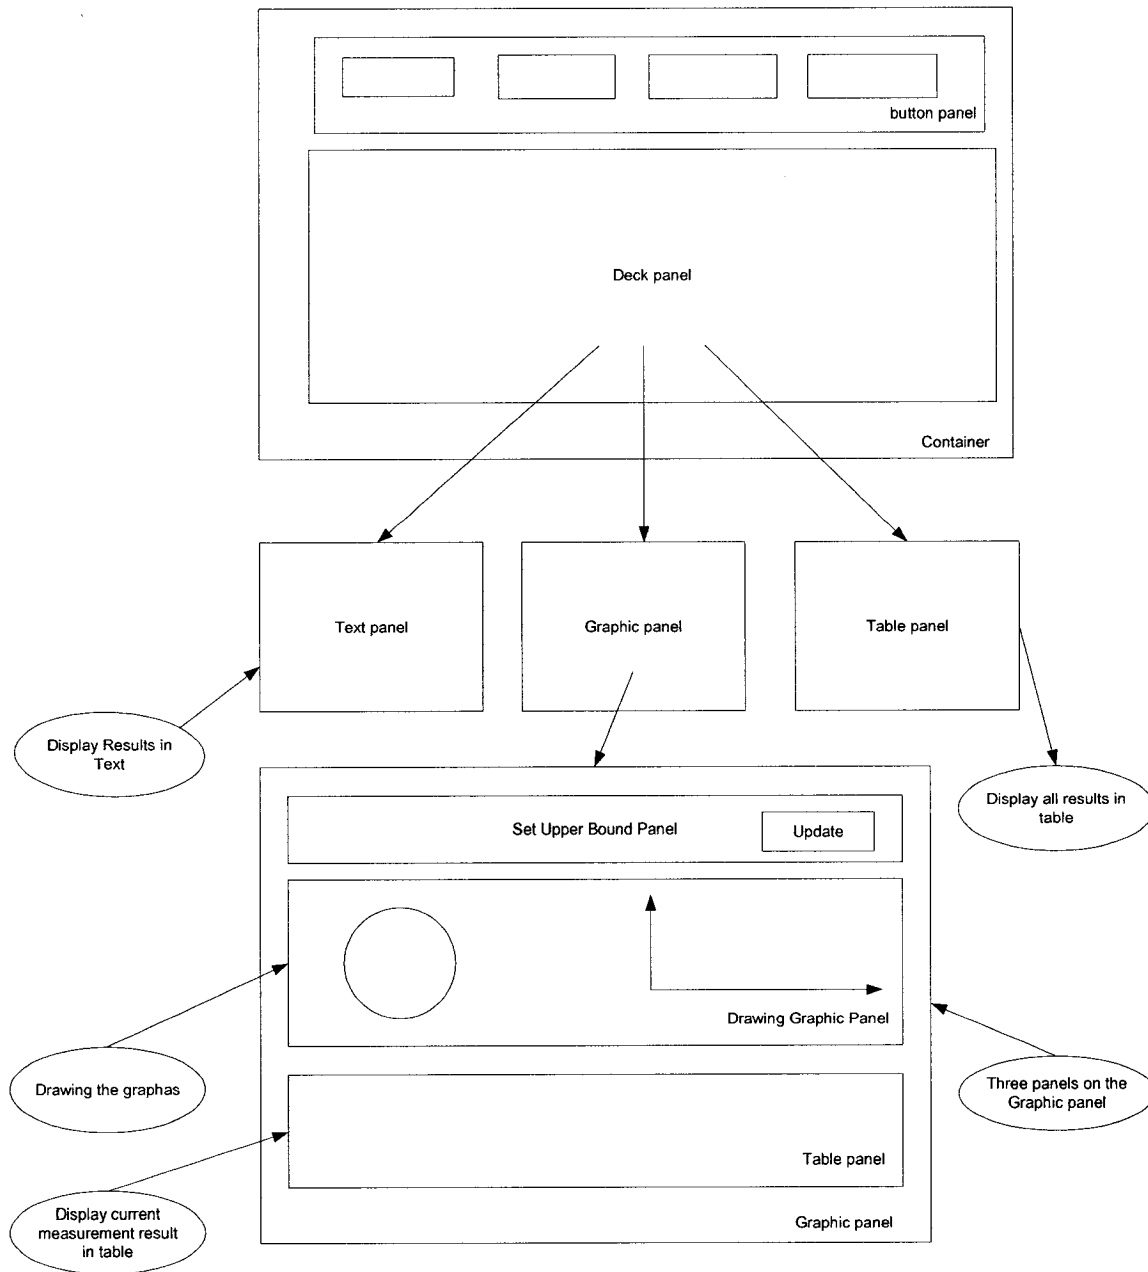 button panel
Deck panel
Container
Text panel
Graphic panel
Table panel
Display Results in
Text
Display all results in
table
Set Upper Bound Panel
Update
Drawing Graphic Panel
Drawing the graphas
Three panels on the
Graphic panel
Table panel
Display current
measurement result
in table
Graphic panel